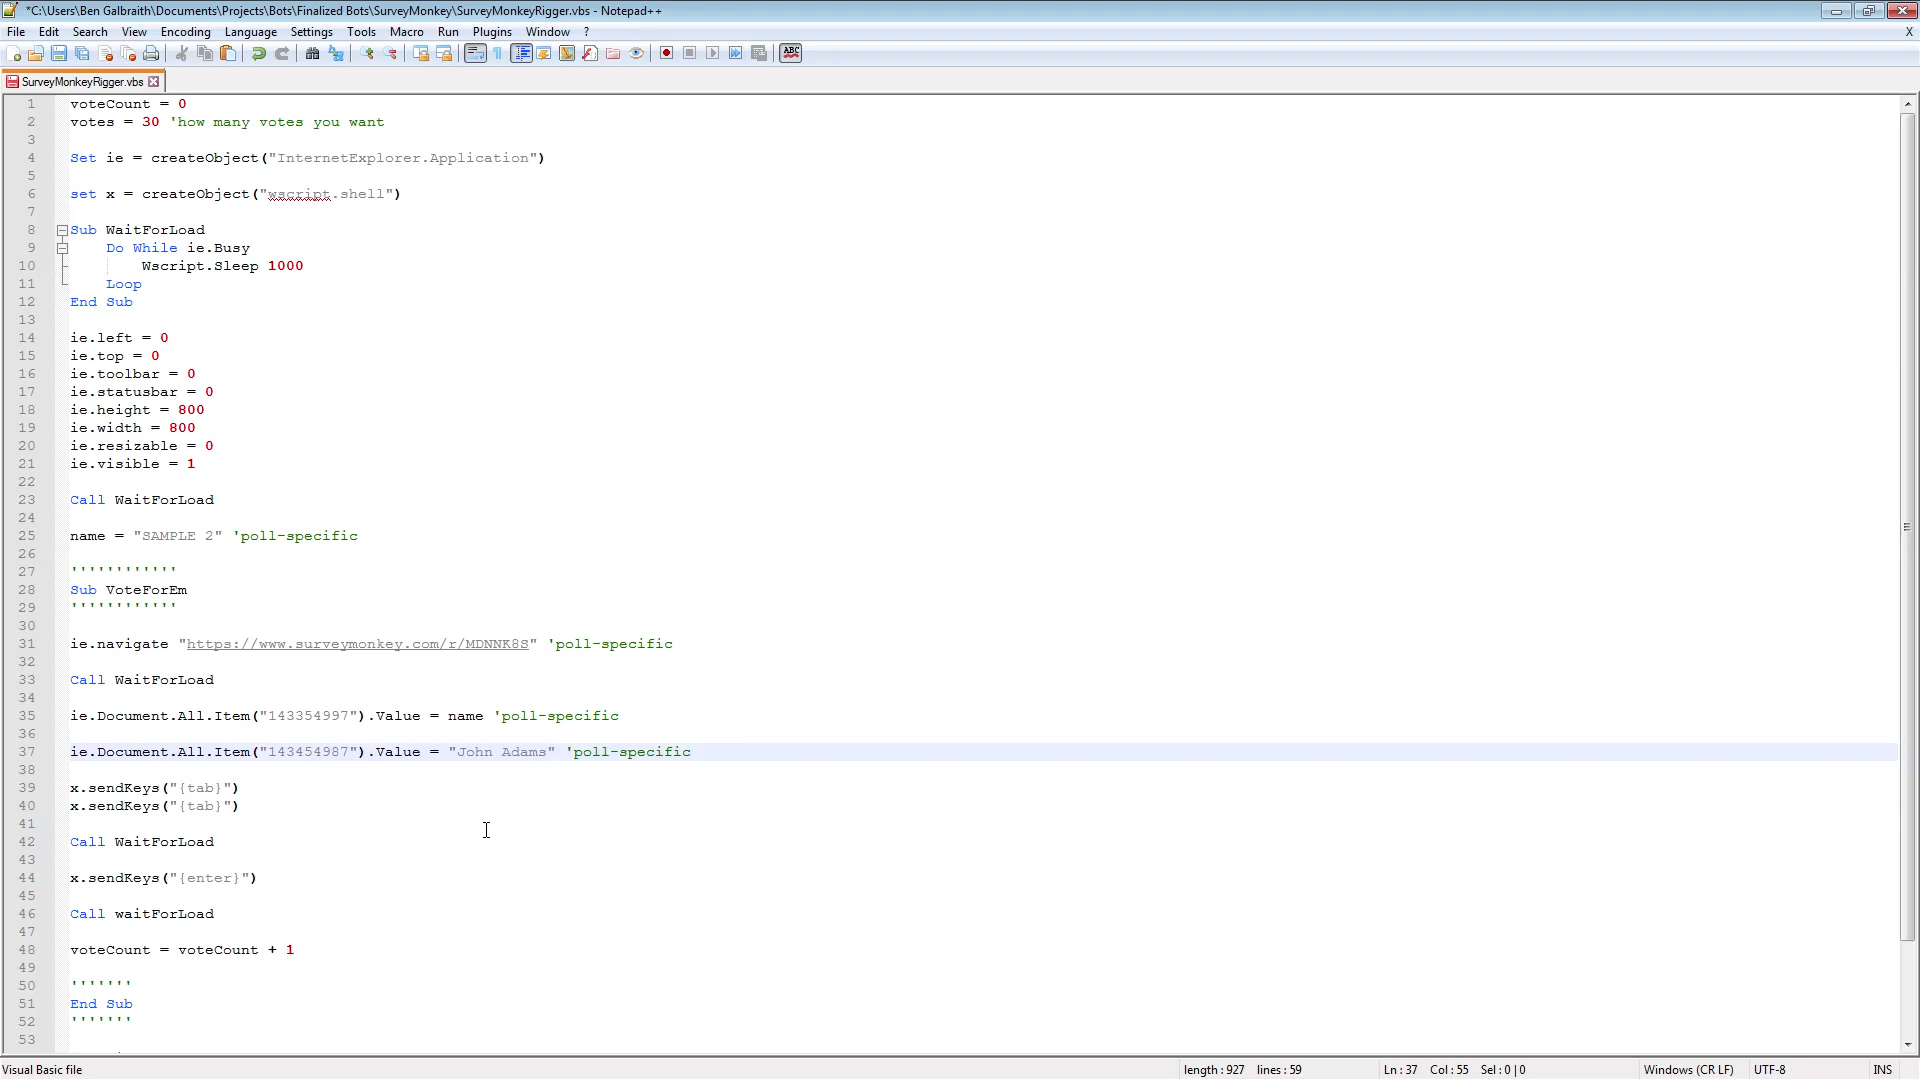 *C:\Users\Ben Galbraith\Documents\Projects\Bots\Finalized Bots\SurveyMonkey\SurveyMonkeyRigger.vbs - Notepad++
File Edit Search View Encoding Language Settings Tools Macro Run Plugins Window ? X
ABC
SurveyMonkeyRigger.vbs
1 voteCount = 0
2 votes = 30 'how many votes you want
3
4 Set ie = createObject("InternetExplorer.Application")
5
6 set x = createObject("wscript.shell")
7
8 Sub WaitForLoad
9 Do While ie.Busy
10 Wscript.Sleep 1000
11 Loop
12 End Sub
13
14 ie.left = 0
15 ie.top = 0
16 ie.toolbar = 0
17 ie.statusbar = 0
18 ie.height = 800
19 ie.width = 800
20 ie.resizable = 0
21 ie.visible = 1
22
23 Call WaitForLoad
24
25 name = "SAMPLE 2" 'poll-specific
26
27 ''''''''''''
28 Sub VoteForEm
29 ''''''''''''
30
31 ie.navigate "https://www.surveymonkey.com/r/MDNNK8S" 'poll-specific
32
33 Call WaitForLoad
34
35 ie.Document.All.Item("143354997").Value = name 'poll-specific
36
37 ie.Document.All.Item("143454987").Value = "John Adams" 'poll-specific
38
39 x.sendKeys("{tab}")
40 x.sendKeys("{tab}")
41
42 Call WaitForLoad
43
44 x.sendKeys("{enter}")
45
46 Call waitForLoad
47
48 voteCount = voteCount + 1
49
50 '''''''
51 End Sub
52 '''''''
53
Visual Basic file length : 927 lines : 59 Ln : 37 Col : 55 Sel : 0 | 0 Windows (CR LF) UTF-8 INS